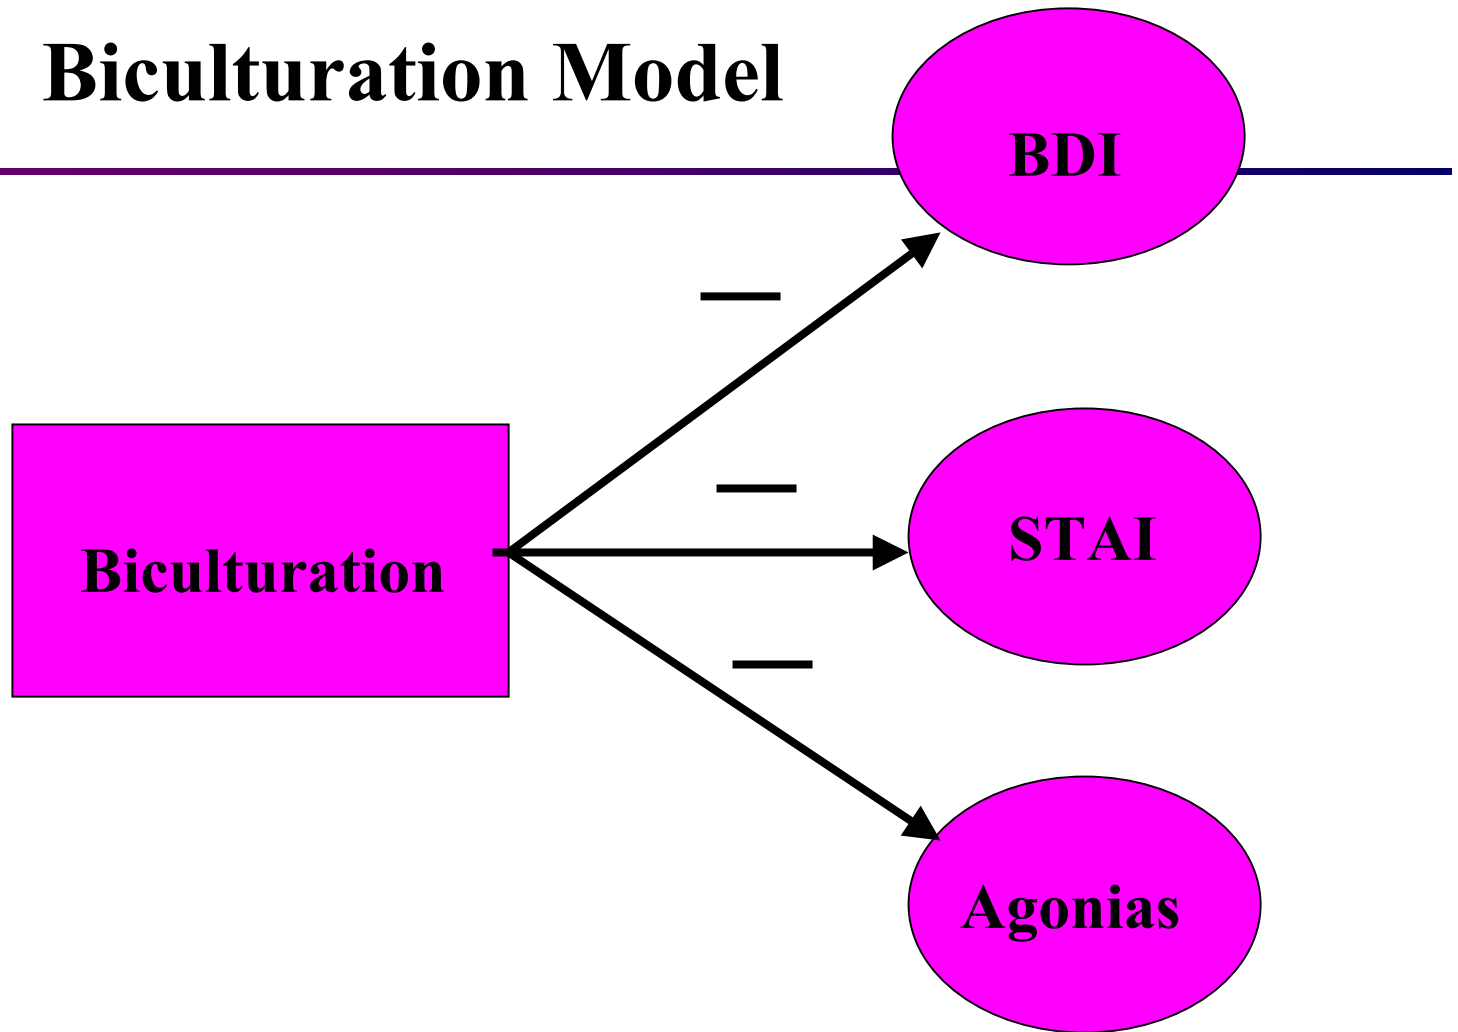 Biculturation Model
BDI
—
—
STAI
Biculturation
—
Agonias